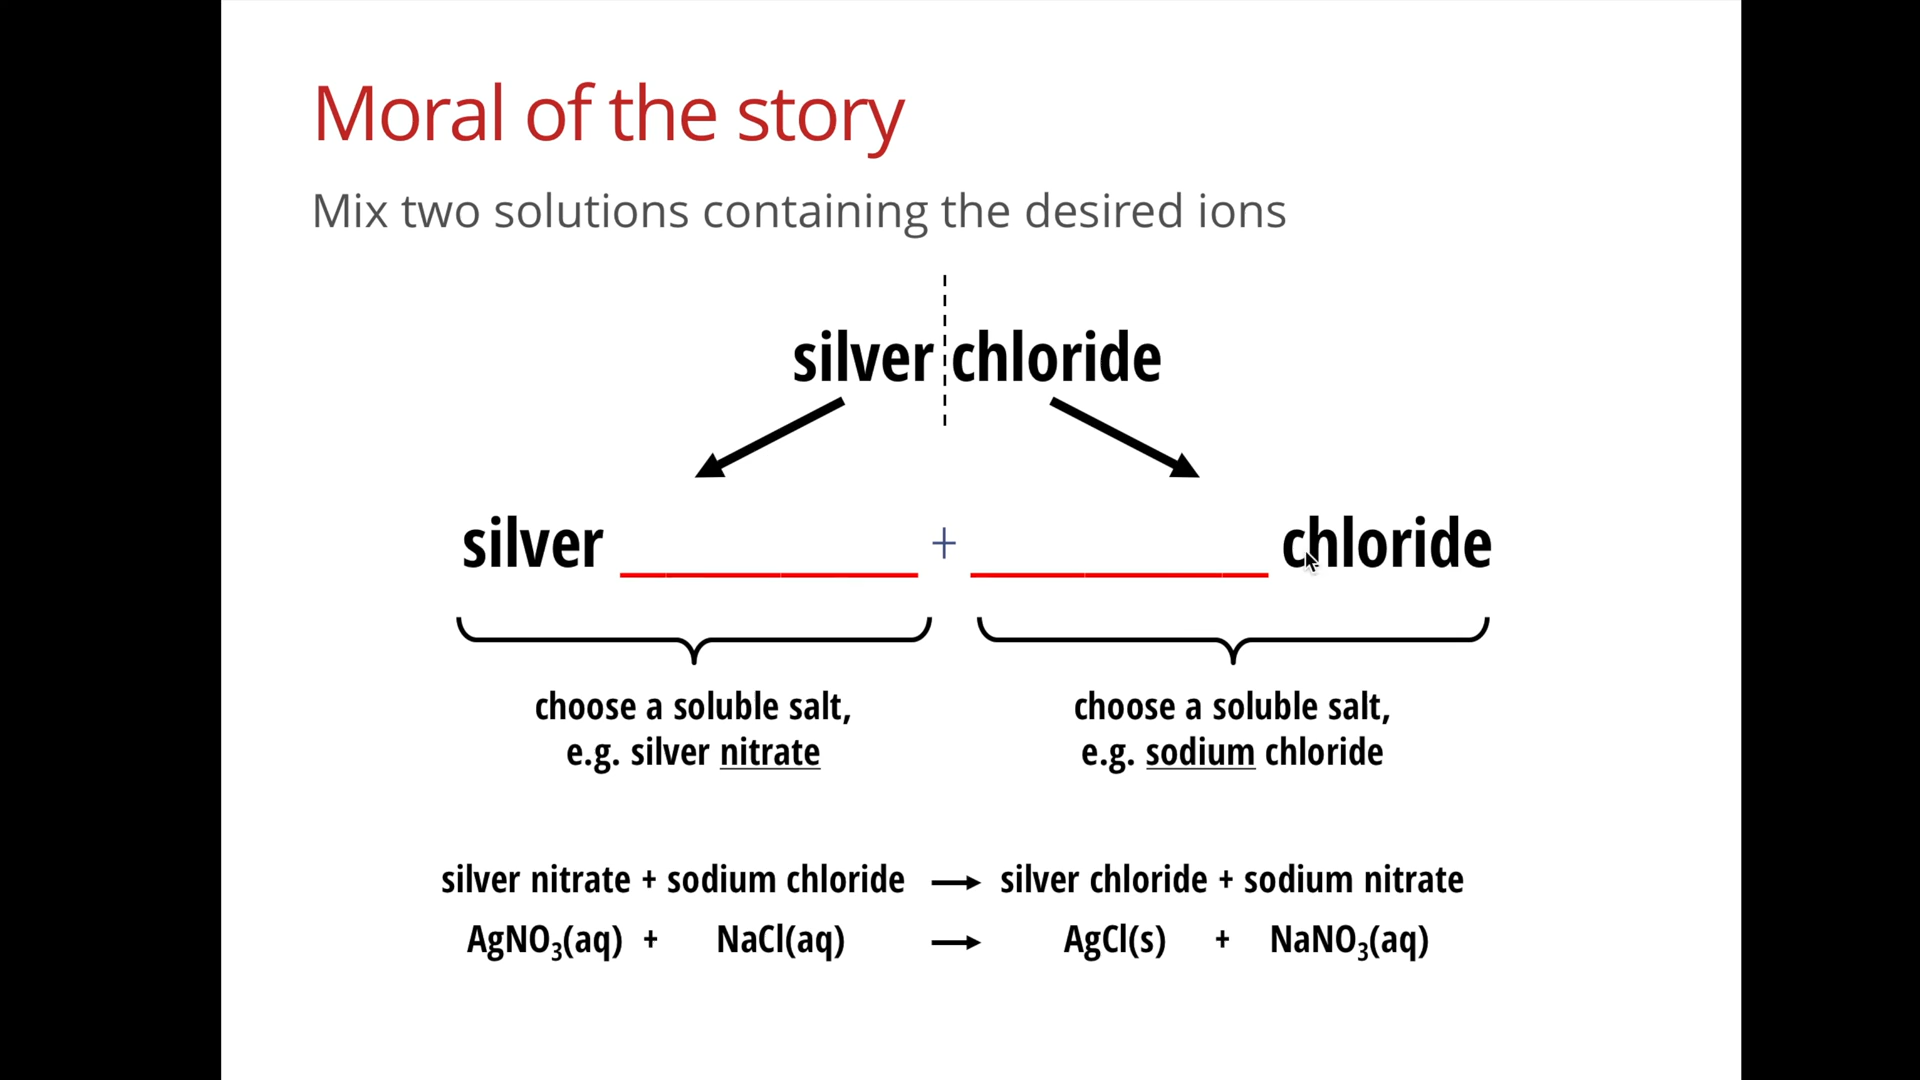 Moral of the story
Mix two solutions containing the desired ions
silver chloride
silver __________ + __________ chloride
choose a soluble salt,
e.g. silver nitrate
choose a soluble salt,
e.g. sodium chloride
silver nitrate + sodium chloride → silver chloride + sodium nitrate
AgNO₃(aq) + NaCl(aq) → AgCl(s) + NaNO₃(aq)